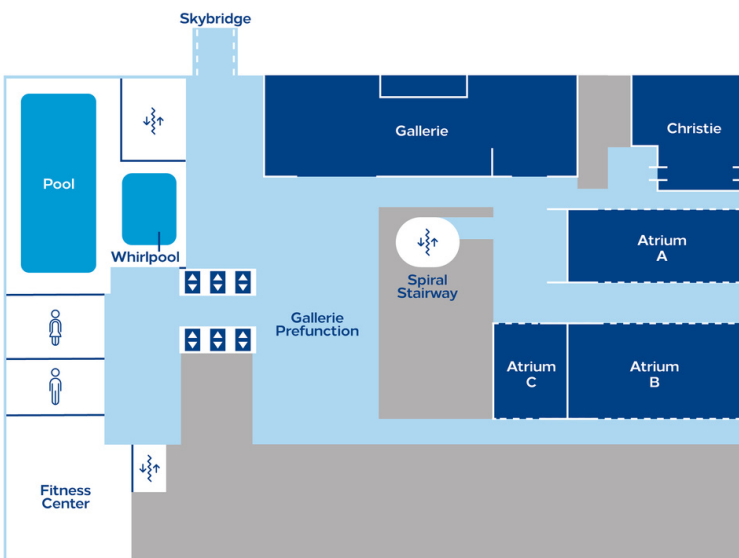 Skybridge
Gallerie
Christie
Pool
Whirlpool
Atrium
A
Spiral
Stairway
Gallerie
Prefunction
Atrium
C
Atrium
B
Fitness
Center